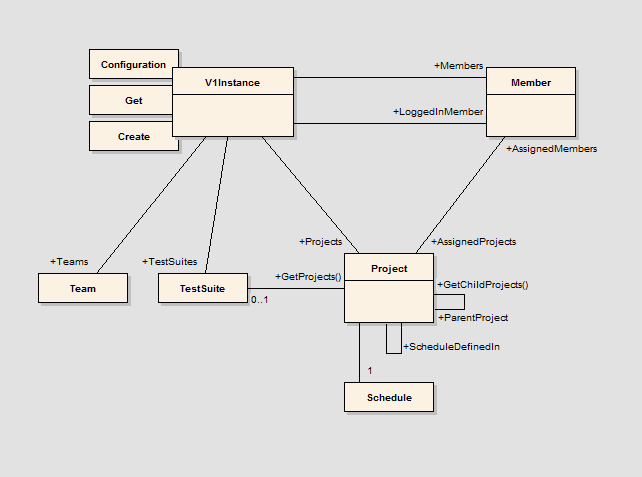 Configuration
V1Instance
Get
Create
+Members
Member
+LoggedInMember
+AssignedMembers
+Projects
+AssignedProjects
+Teams
+TestSuites
Team
TestSuite
0..1
+GetProjects()
Project
+GetChildProjects()
+ParentProject
+ScheduleDefinedIn
1
Schedule